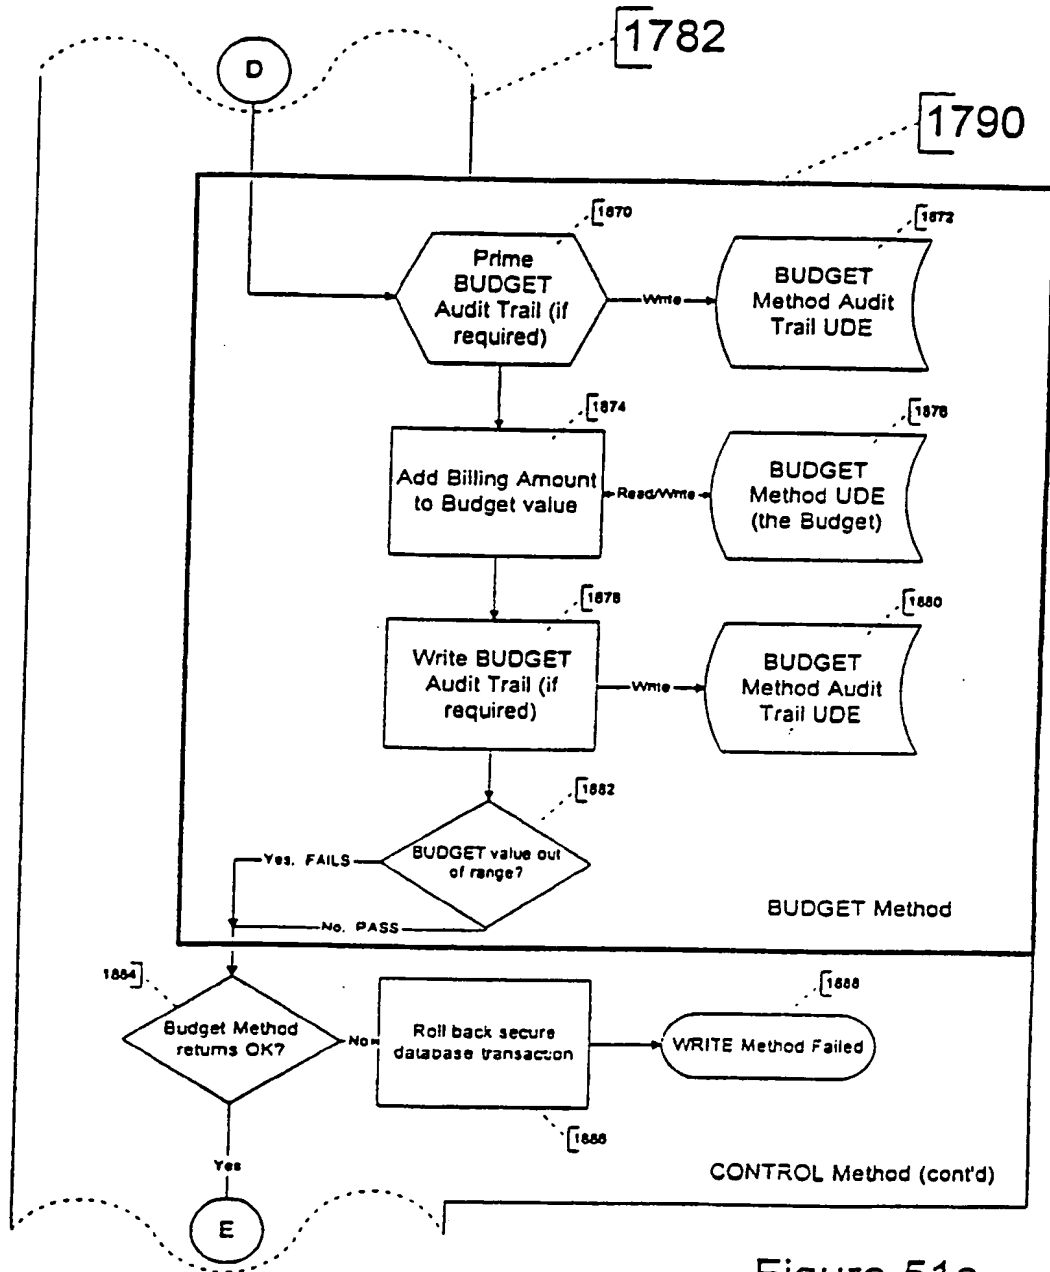 1782
D
1790
1870
Prime
BUDGET
Audit Trail (if
required)
Write
1872
BUDGET
Method Audit
Trail UDE
1874
Add Billing Amount
to Budget value
Read/Write
1876
BUDGET
Method UDE
(the Budget)
1878
Write BUDGET
Audit Trail (if
required)
Write
1880
BUDGET
Method Audit
Trail UDE
1882
BUDGET value out
of range?
Yes. FAILS
No. PASS
BUDGET Method
1884
Budget Method
returns OK?
No
Roll back secure
database transaction
1886
1888
WRITE Method Failed
Yes
CONTROL Method (cont'd)
E